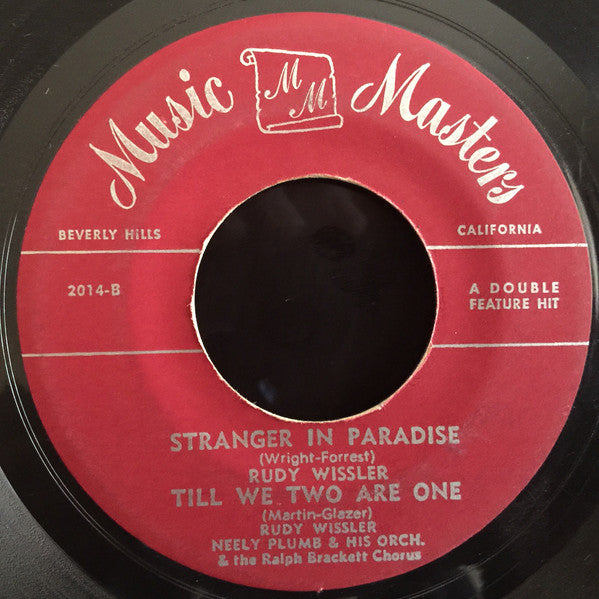 Music MM Masters
BEVERLY HILLS
CALIFORNIA
2014-B
A DOUBLE
FEATURE HIT
STRANGER IN PARADISE
(Wright-Forrest)
RUDY WISSLER
TILL WE TWO ARE ONE
(Martin-Glazer)
RUDY WISSLER
NEELY PLUMB & HIS ORCH.
& the Ralph Brackett Chorus